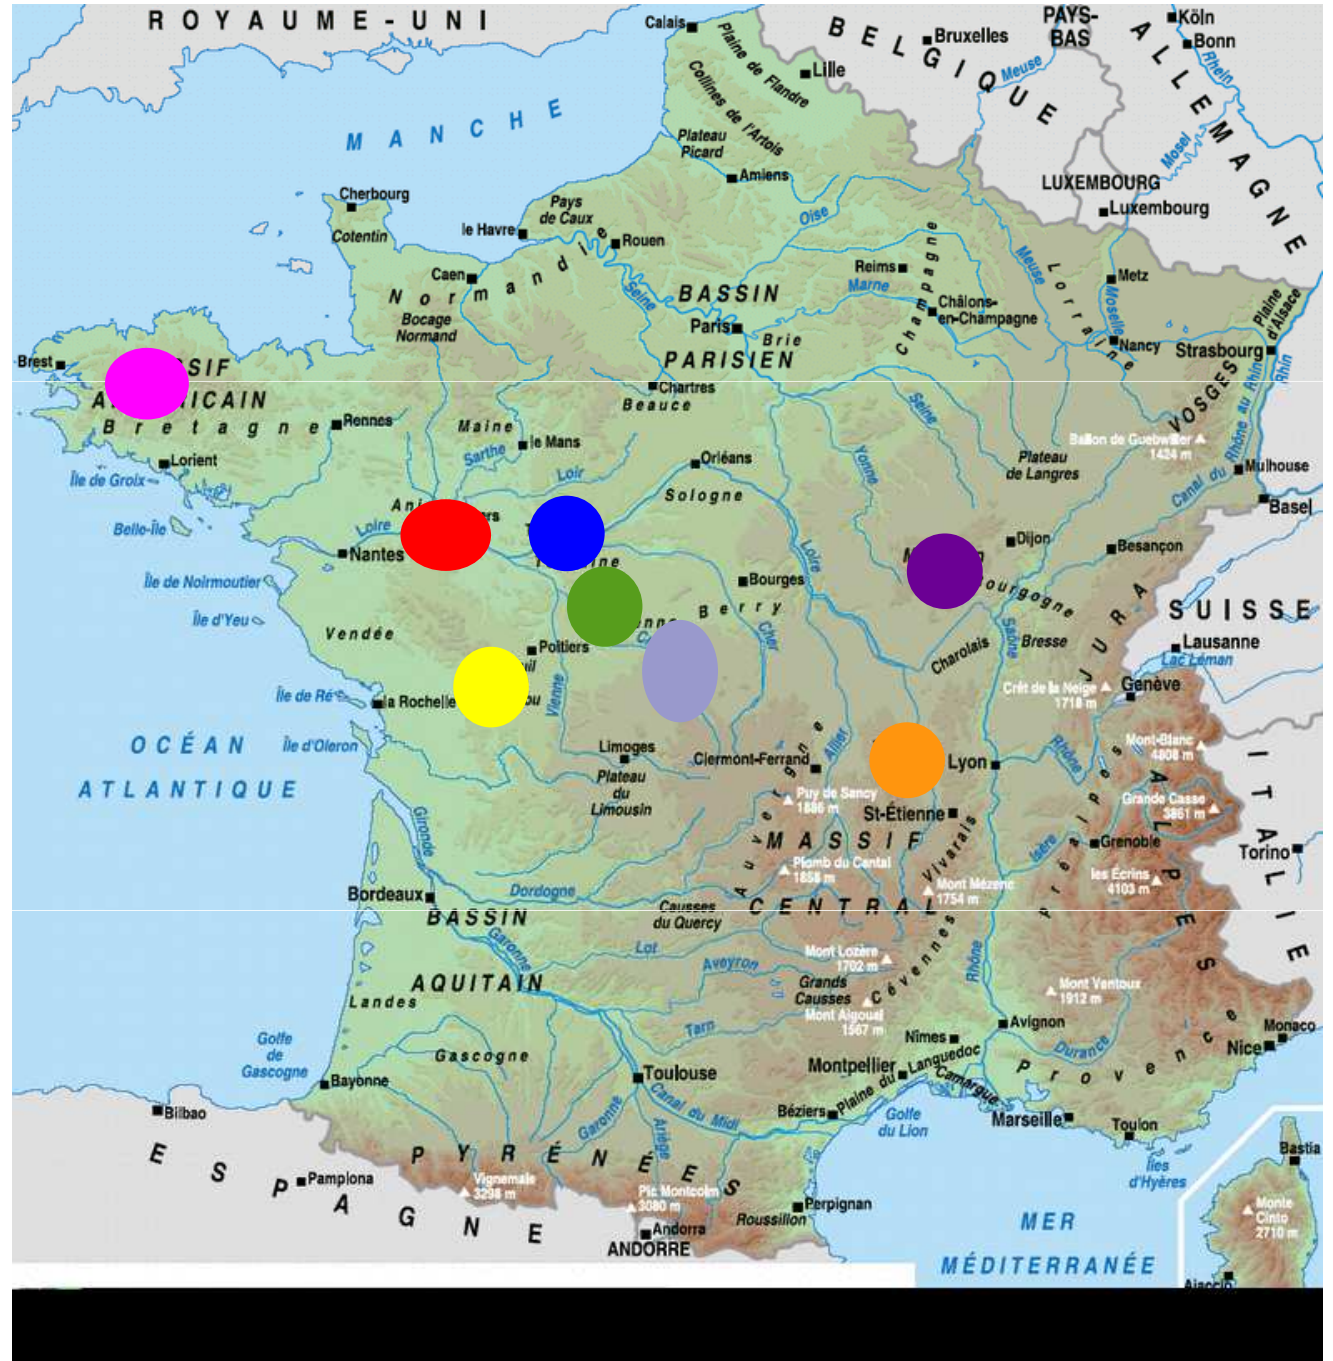 ROYAUME-UNI
Calais
BELGIQUE
Bruxelles
PAYS-
BAS
Köln
Bonn
ALLEMAGNE
Rhein
Meuse
Lille
Plaine de Flandre
Collines de l'Artois
MANCHE
Plateau
Picard
Amiens
Mosel
LUXEMBOURG
Luxembourg
Cherbourg
Cotentin
Pays
de Caux
le Havre
Rouen
Oise
Caen
Normandie
Bocage
Normand
Seine
BASSIN
Reims
Marne
Champagne
Châlons-
en-Champagne
Meuse
Lorraine
Metz
Moselle
Nancy
Plaine
d'Alsace
Strasbourg
Rhin
Paris
Brie
PARISIEN
Brest
Bretagne
Rennes
Chartres
Beauce
Maine
Sarthe
le Mans
Loir
Orléans
Sologne
Seine
Yonne
VOSGES
Ballon de Guebwiller
1424 m
Plateau
de Langres
Canal du Rhône au Rhin
Mulhouse
Basel
Lorient
Île de Groix
Belle-Île
Loire
Nantes
Île de Noirmoutier
Île d'Yeu
Vendée
Bourges
Berry
Cher
Loire
Dijon
Besançon
Charolais
Bresse
Saône
JURA
SUISSE
Lausanne
Lac Léman
Genève
Crêt de la Neige
1718 m
Poitiers
Vienne
Île de Ré
la Rochelle
Île d'Oleron
OCÉAN
ATLANTIQUE
Limoges
Plateau
du
Limousin
Clermont-Ferrand
Allier
Auvergne
Puy de Sancy
1886 m
Lyon
St-Étienne
Rhône
Mont-Blanc
4808 m
Grande Casse
3861 m
ITALIE
Torino
Gironde
MASSIF
CENTRAL
Plomb du Cantal
1858 m
Vivarais
Mont Mézenc
1754 m
Isère
Grenoble
Préalpes
ALPES
les Écrins
4103 m
Bordeaux
BASSIN
AQUITAIN
Dordogne
Causses
du Quercy
Garonne
Lot
Aveyron
Mont Lozère
1702 m
Grands
Causses
Cévennes
Mont Aigoual
1567 m
Rhône
Mont Ventoux
1912 m
Landes
Gascogne
Golfe
de
Gascogne
Tarn
Avignon
Nîmes
Durance
Provence
Monaco
Nice
Bayonne
Bilbao
Toulouse
Canal du Midi
Montpellier
Plaine du Languedoc
Camargue
Béziers
Golfe
du Lion
Marseille
Toulon
Îles
d'Hyères
Garonne
Ariège
PYRÉNÉES
ESPAGNE
Pamplona
Vignemale
3298 m
Pic Montcalm
3080 m
Andorra
ANDORRE
Roussillon
Perpignan
MER
MÉDITERRANÉE
Bastia
Monte
Cinto
2710 m
Ajaccio